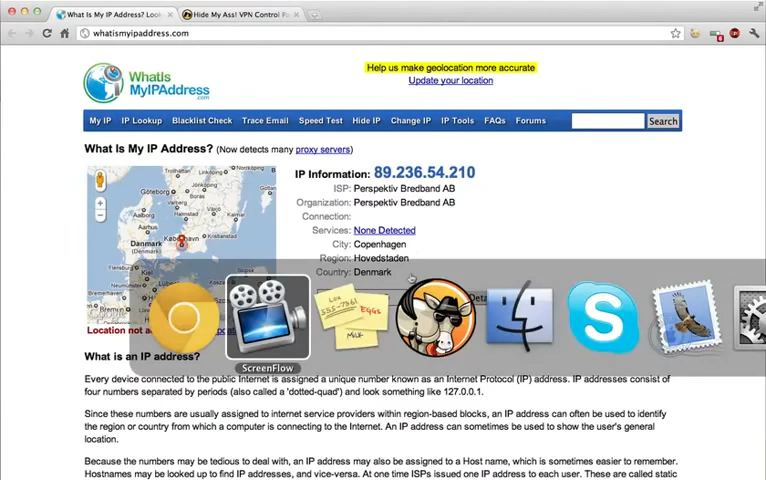 What Is My IP Address? Look
Hide My Ass! VPN Control Pa
whatismyipaddress.com
WhatIs
MyIPAddress
.com
Help us make geolocation more accurate
Update your location
My IP IP Lookup Blacklist Check Trace Email Speed Test Hide IP Change IP IP Tools FAQs Forums Search
What Is My IP Address? (Now detects many proxy servers)
IP Information: 89.236.54.210
ISP: Perspektiv Bredband AB
Organization: Perspektiv Bredband AB
Connection:
Services: None Detected
City: Copenhagen
Region: Hovedstaden
Country: Denmark
Göteborg
Jönköping
Borås
Aalborg
Halmstad
Aarhus
Kristianstad
Danmark
(Denmark)
Location not
EGGS
MILK
ScreenFlow
What is an IP address?
Every device connected to the public Internet is assigned a unique number known as an Internet Protocol (IP) address. IP addresses consist of
four numbers separated by periods (also called a 'dotted-quad') and look something like 127.0.0.1.
Since these numbers are usually assigned to internet service providers within region-based blocks, an IP address can often be used to identify
the region or country from which a computer is connecting to the Internet. An IP address can sometimes be used to show the user's general
location.
Because the numbers may be tedious to deal with, an IP address may also be assigned to a Host name, which is sometimes easier to remember.
Hostnames may be looked up to find IP addresses, and vice-versa. At one time ISPs issued one IP address to each user. These are called static